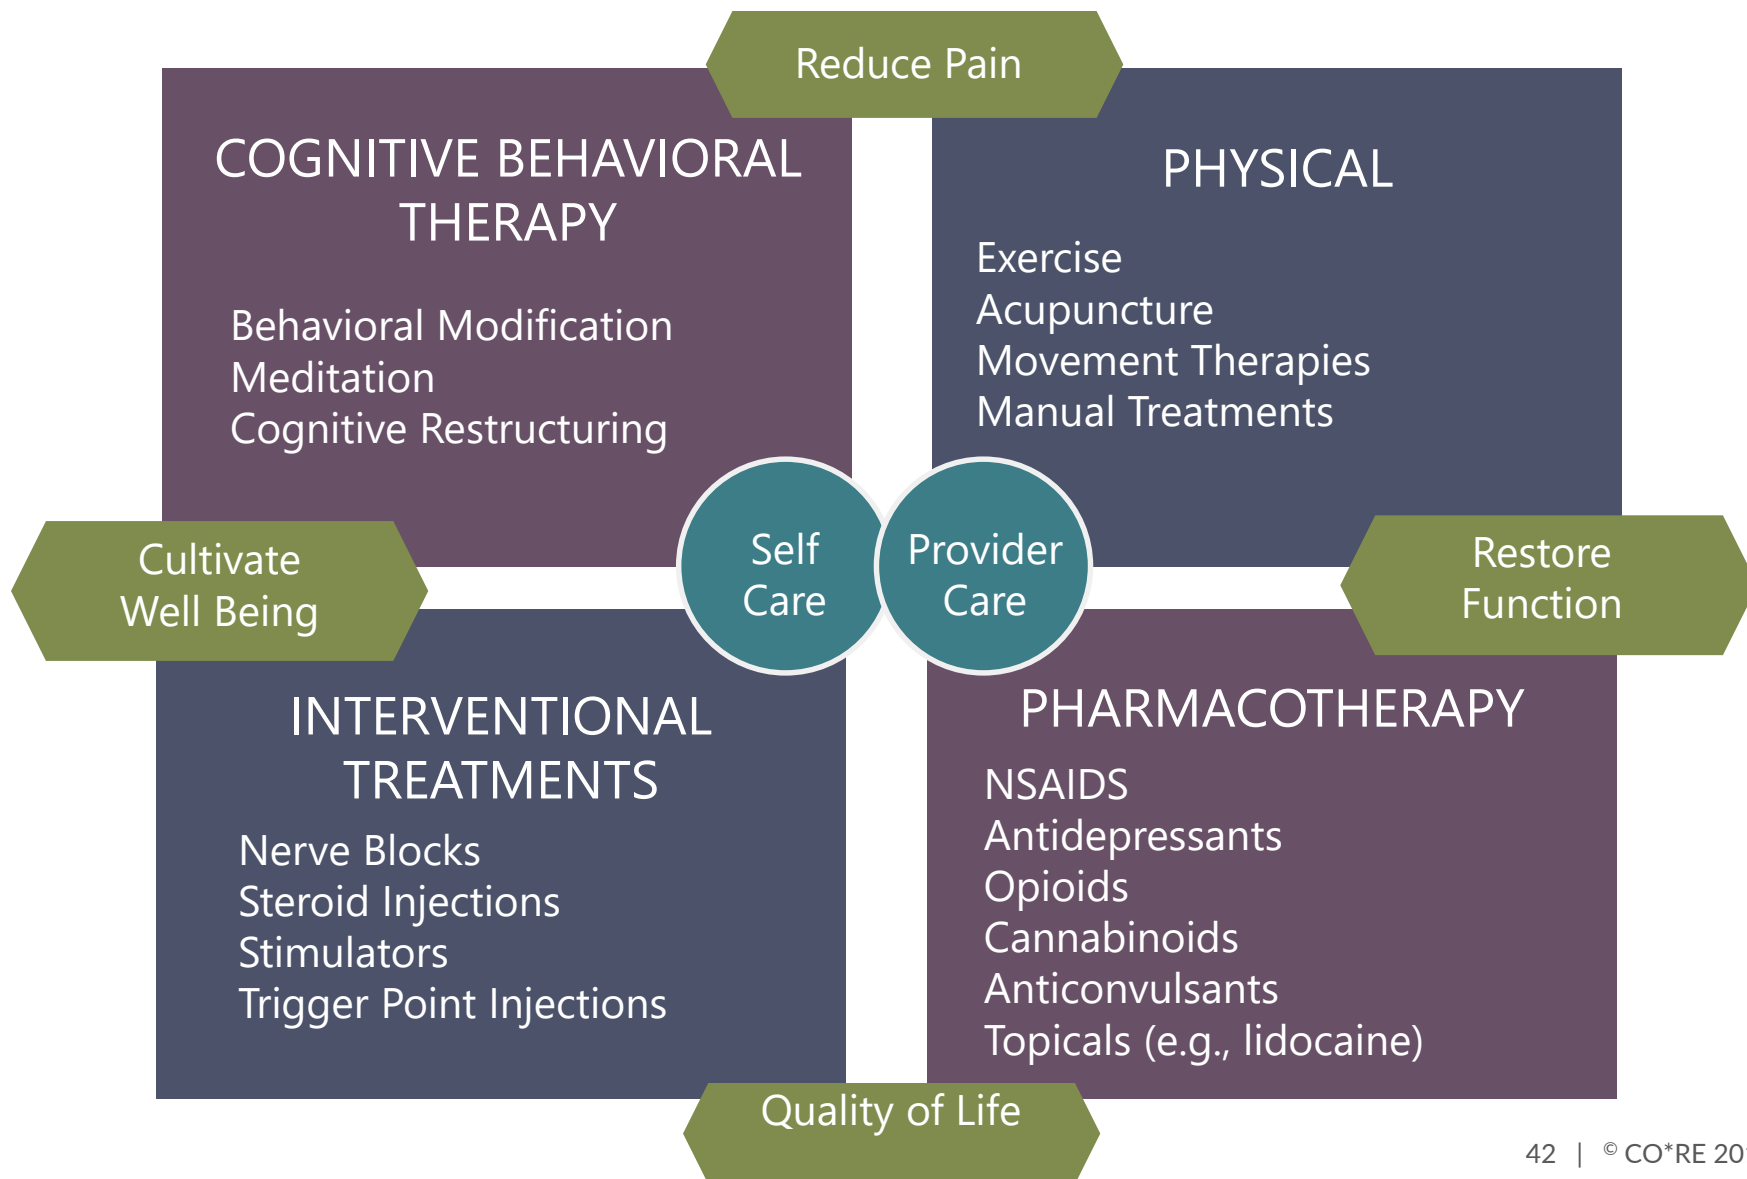 Reduce Pain
COGNITIVE BEHAVIORAL
THERAPY
Behavioral Modification
Meditation
Cognitive Restructuring
PHYSICAL
Exercise
Acupuncture
Movement Therapies
Manual Treatments
Cultivate
Well Being
Self
Care
Provider
Care
Restore
Function
INTERVENTIONAL
TREATMENTS
Nerve Blocks
Steroid Injections
Stimulators
Trigger Point Injections
PHARMACOTHERAPY
NSAIDS
Antidepressants
Opioids
Cannabinoids
Anticonvulsants
Topicals (e.g., lidocaine)
Quality of Life
42 | © CO*RE